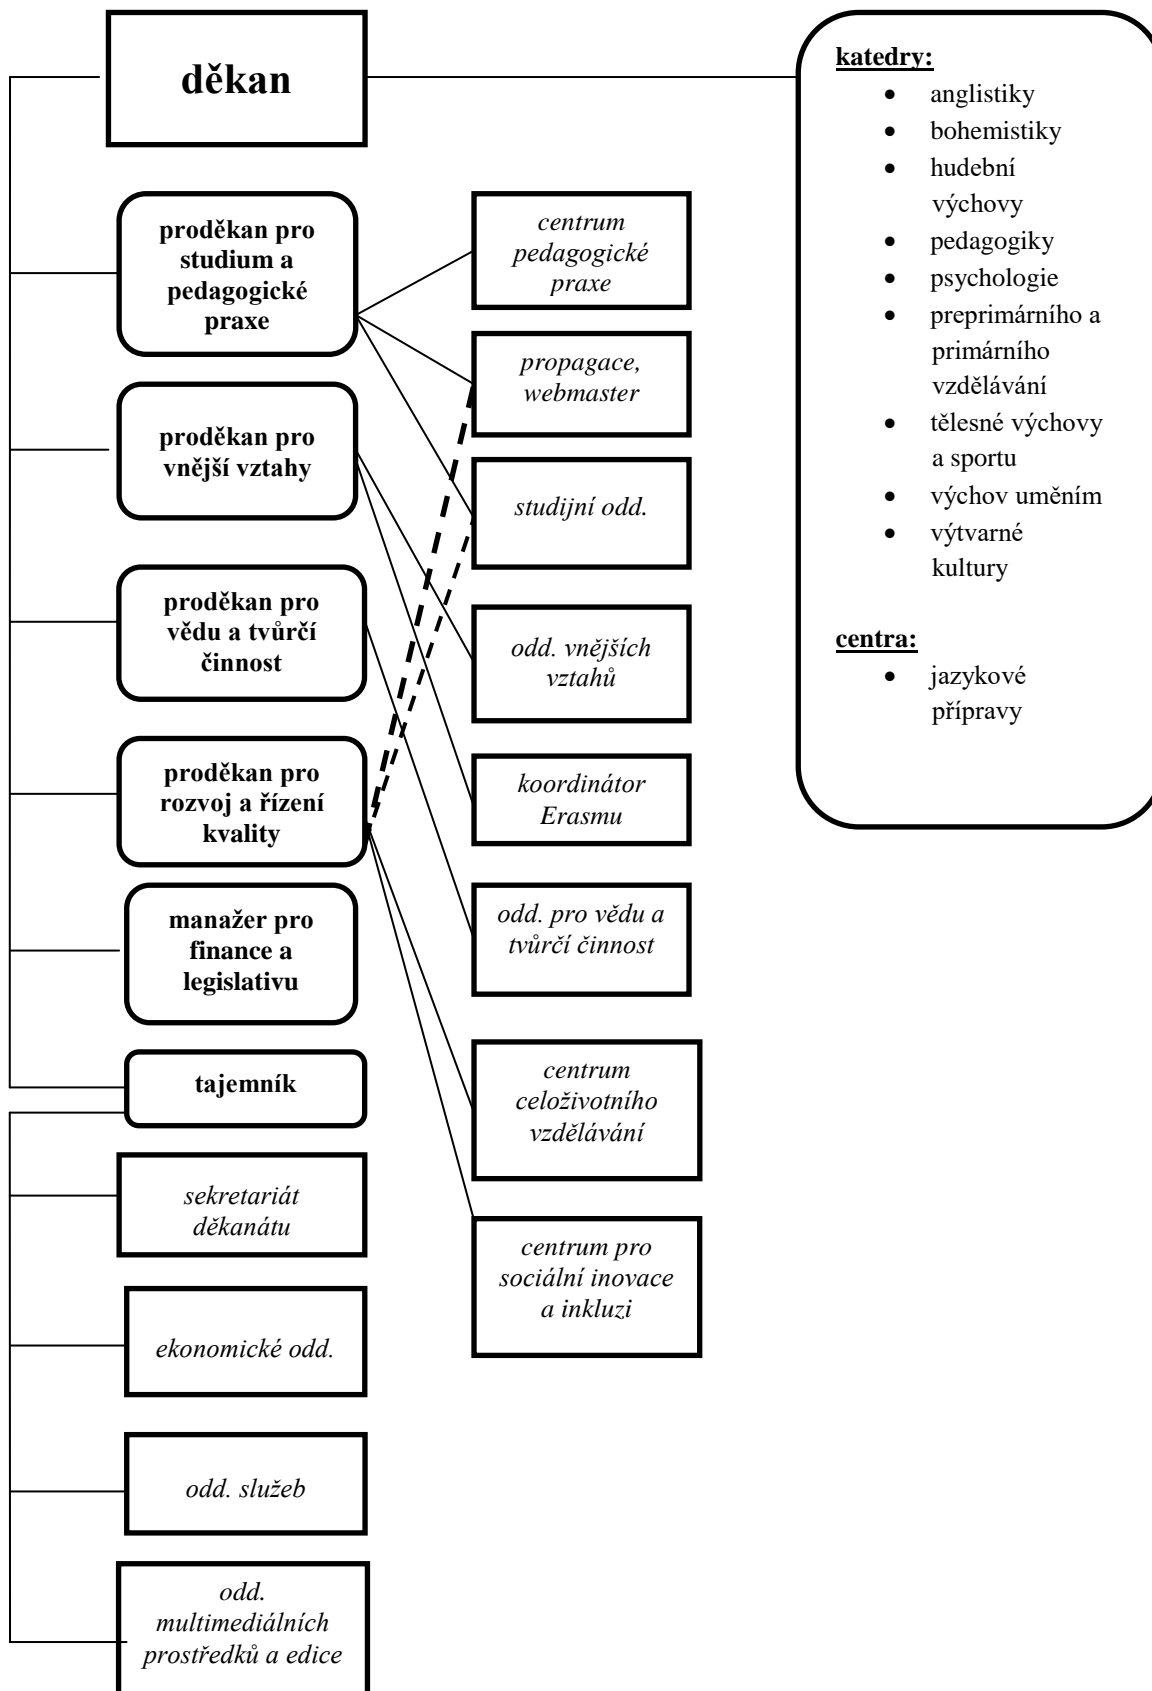 děkan
proděkan pro
studium a
pedagogické
praxe
proděkan pro
vnější vztahy
proděkan pro
vědu a tvůrčí
činnost
proděkan pro
rozvoj a řízení
kvality
manažer pro
finance a
legislativu
tajemník
sekretariát
děkanátu
ekonomické odd.
odd. služeb
odd.
multimediálních
prostředků a edice
centrum
pedagogické
praxe
propagace,
webmaster
studijní odd.
odd. vnějších
vztahů
koordinátor
Erasmu
odd. pro vědu a
tvůrčí činnost
centrum
celoživotního
vzdělávání
centrum pro
sociální inovace
a inkluzi
katedry:
• anglistiky
• bohemistiky
• hudební
výchovy
• pedagogiky
• psychologie
• preprimárního a
primárního
vzdělávání
• tělesné výchovy
a sportu
• výchov uměním
• výtvarné
kultury
centra:
• jazykové
přípravy